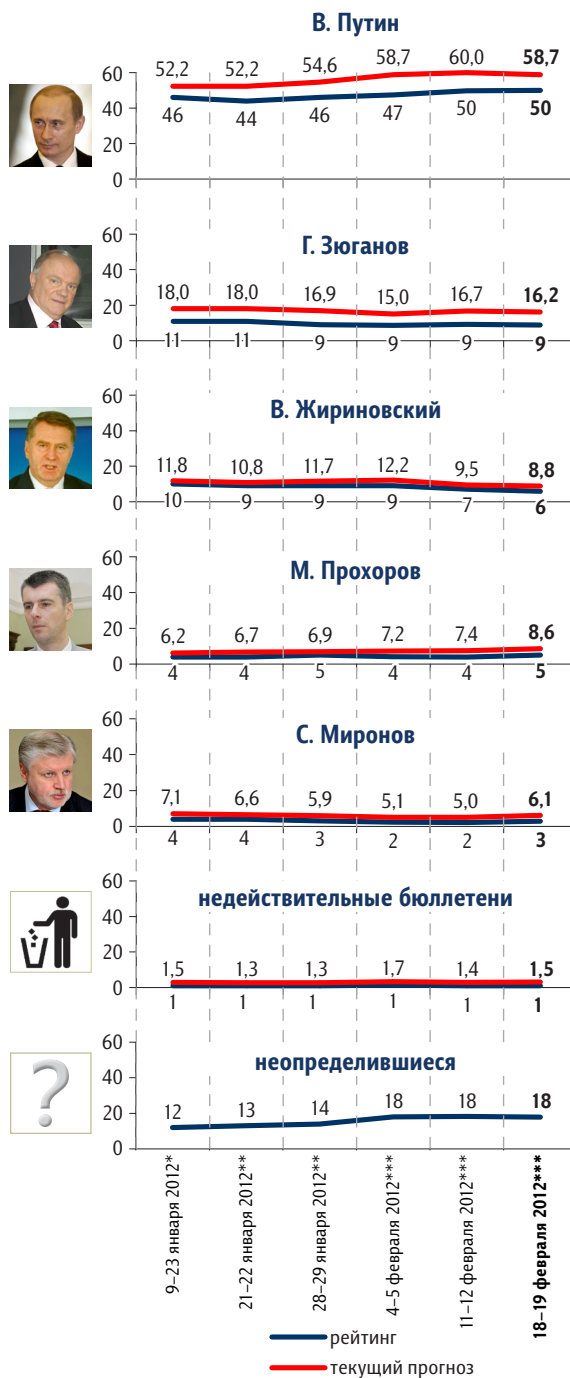 В. Путин
52,2 52,2 54,6 58,7 60,0 58,7
60
40
20
0
46 44 46 47 50 50
Г. Зюганов
60
40
20
0
18,0 18,0 16,9 15,0 16,7 16,2
11 11 9 9 9 9
В. Жириновский
60
40
20
0
11,8 10,8 11,7 12,2 9,5 8,8
10 9 9 9 7 6
М. Прохоров
60
40
20
0
6,2 6,7 6,9 7,2 7,4 8,6
4 4 5 4 4 5
С. Миронов
60
40
20
0
7,1 6,6 5,9 5,1 5,0 6,1
4 4 3 2 2 3
недействительные бюллетени
60
40
20
0
1,5 1,3 1,3 1,7 1,4 1,5
1 1 1 1 1 1
?
неопределившиеся
60
40
20
0
12 13 14 18 18 18
9–23 января 2012*
21–22 января 2012**
28–29 января 2012**
4–5 февраля 2012***
11–12 февраля 2012***
18–19 февраля 2012***
рейтинг
текущий прогноз